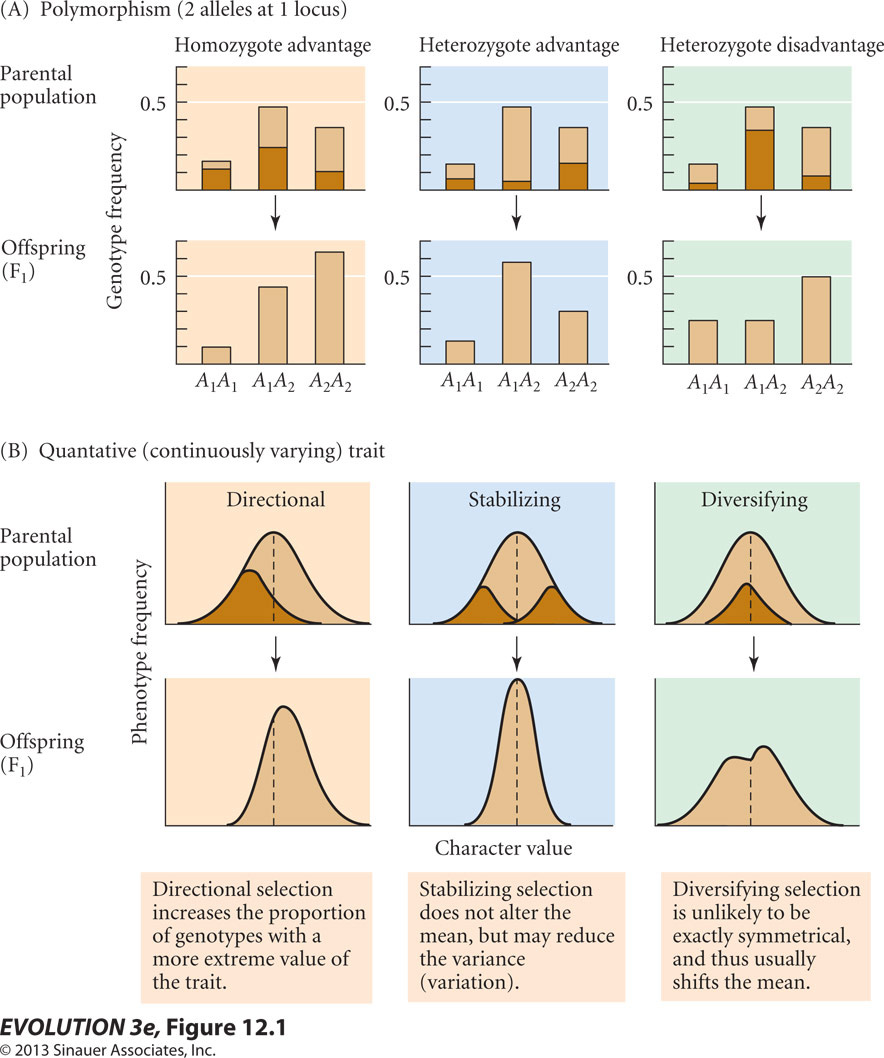 (A) Polymorphism (2 alleles at 1 locus)
Homozygote advantage
Heterozygote advantage
Heterozygote disadvantage
Parental
population
0.5
0.5
0.5
Genotype frequency
Offspring
(F1)
0.5
0.5
0.5
A1A1 A1A2 A2A2
A1A1 A1A2 A2A2
A1A1 A1A2 A2A2
(B) Quantative (continuously varying) trait
Directional
Stabilizing
Diversifying
Parental
population
Phenotype frequency
Offspring
(F1)
Character value
Directional selection
increases the proportion
of genotypes with a
more extreme value of
the trait.
Stabilizing selection
does not alter the
mean, but may reduce
the variance
(variation).
Diversifying selection
is unlikely to be
exactly symmetrical,
and thus usually
shifts the mean.
EVOLUTION 3e, Figure 12.1
© 2013 Sinauer Associates, Inc.